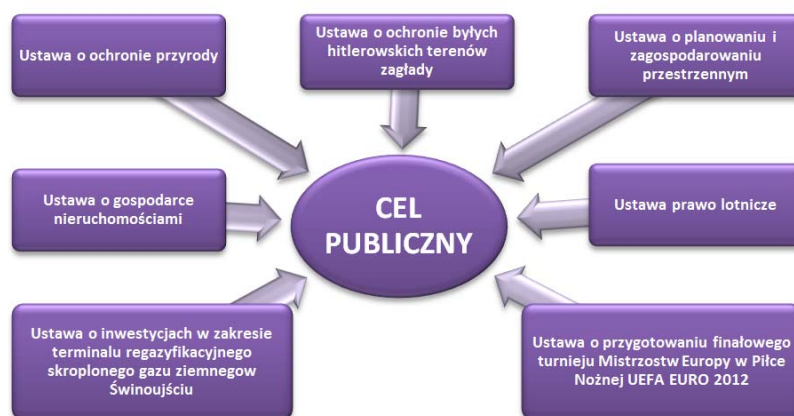 Ustawa o ochronie przyrody
Ustawa o ochronie byłych
hitlerowskich terenów
zagłady
Ustawa o planowaniu i
zagospodarowaniu
przestrzennym
Ustawa o gospodarce
nieruchomościami
CEL
PUBLICZNY
Ustawa prawo lotnicze
Ustawa o inwestycjach w zakresie
terminalu regazyfikacyjnego
skroplonego gazu ziemnegow
Świnoujściu
Ustawa o przygotowaniu finałowego
turnieju Mistrzostw Europy w Piłce
Nożnej UEFA EURO 2012